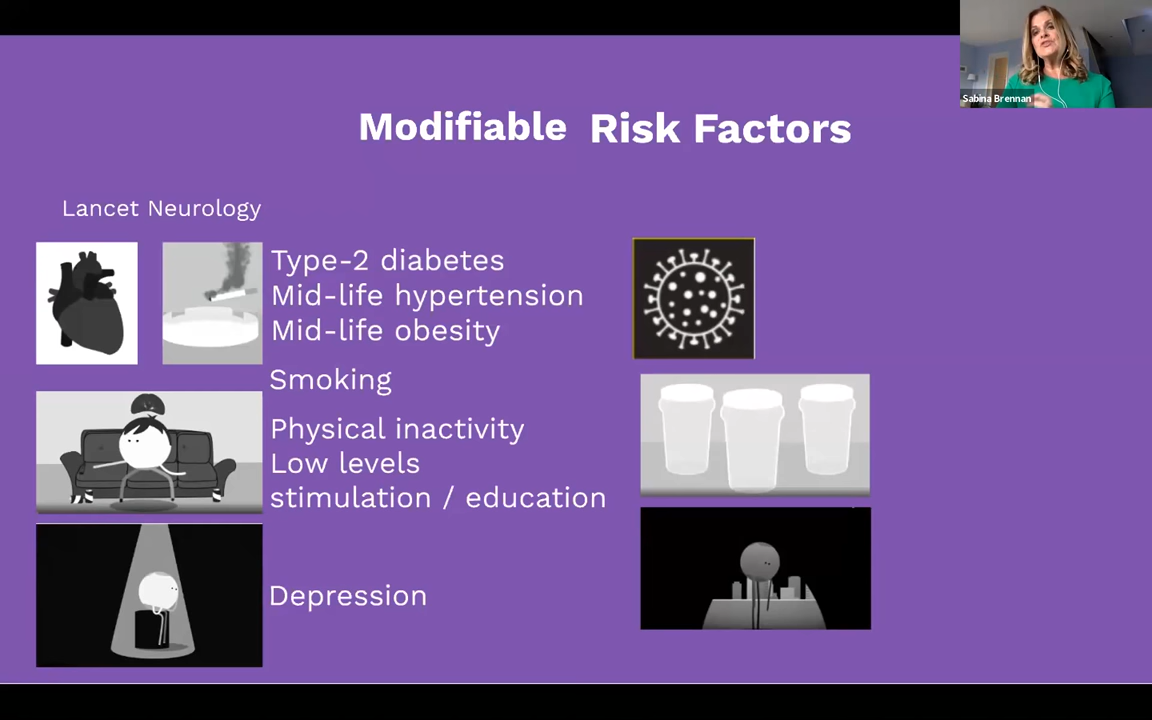 Sabina Brennan
Modifiable Risk Factors
Lancet Neurology
Type-2 diabetes
Mid-life hypertension
Mid-life obesity
Smoking
Physical inactivity
Low levels
stimulation / education
Depression